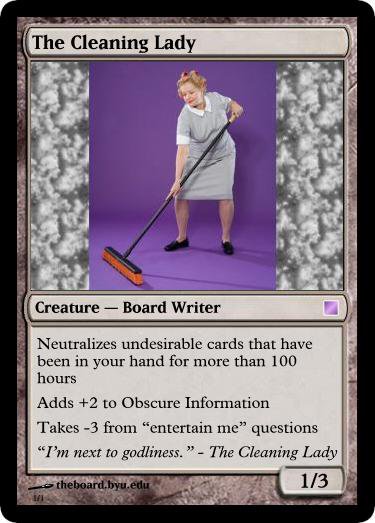 The Cleaning Lady
Creature — Board Writer
Neutralizes undesirable cards that have
been in your hand for more than 100
hours
Adds +2 to Obscure Information
Takes -3 from “entertain me” questions
“I’m next to godliness.” - The Cleaning Lady
1/3
theboard.byu.edu
1/1